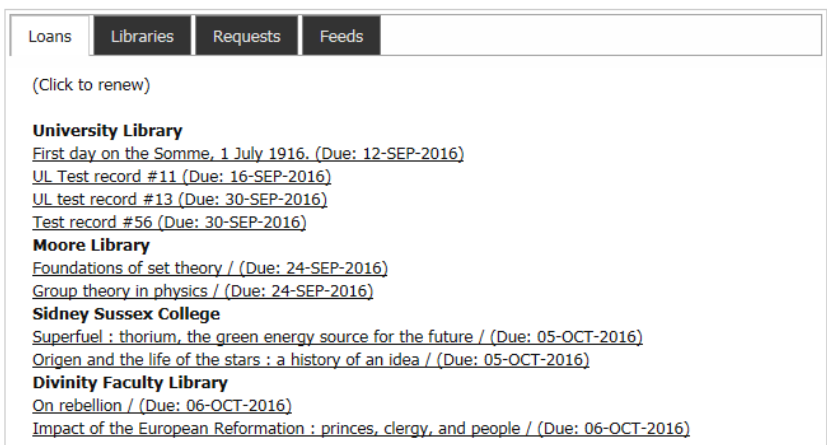 Loans Libraries Requests Feeds
(Click to renew)
University Library
First day on the Somme, 1 July 1916. (Due: 12-SEP-2016)
UL Test record #11 (Due: 16-SEP-2016)
UL test record #13 (Due: 30-SEP-2016)
Test record #56 (Due: 30-SEP-2016)
Moore Library
Foundations of set theory / (Due: 24-SEP-2016)
Group theory in physics / (Due: 24-SEP-2016)
Sidney Sussex College
Superfuel : thorium, the green energy source for the future / (Due: 05-OCT-2016)
Origen and the life of the stars : a history of an idea / (Due: 05-OCT-2016)
Divinity Faculty Library
On rebellion / (Due: 06-OCT-2016)
Impact of the European Reformation : princes, clergy, and people / (Due: 06-OCT-2016)